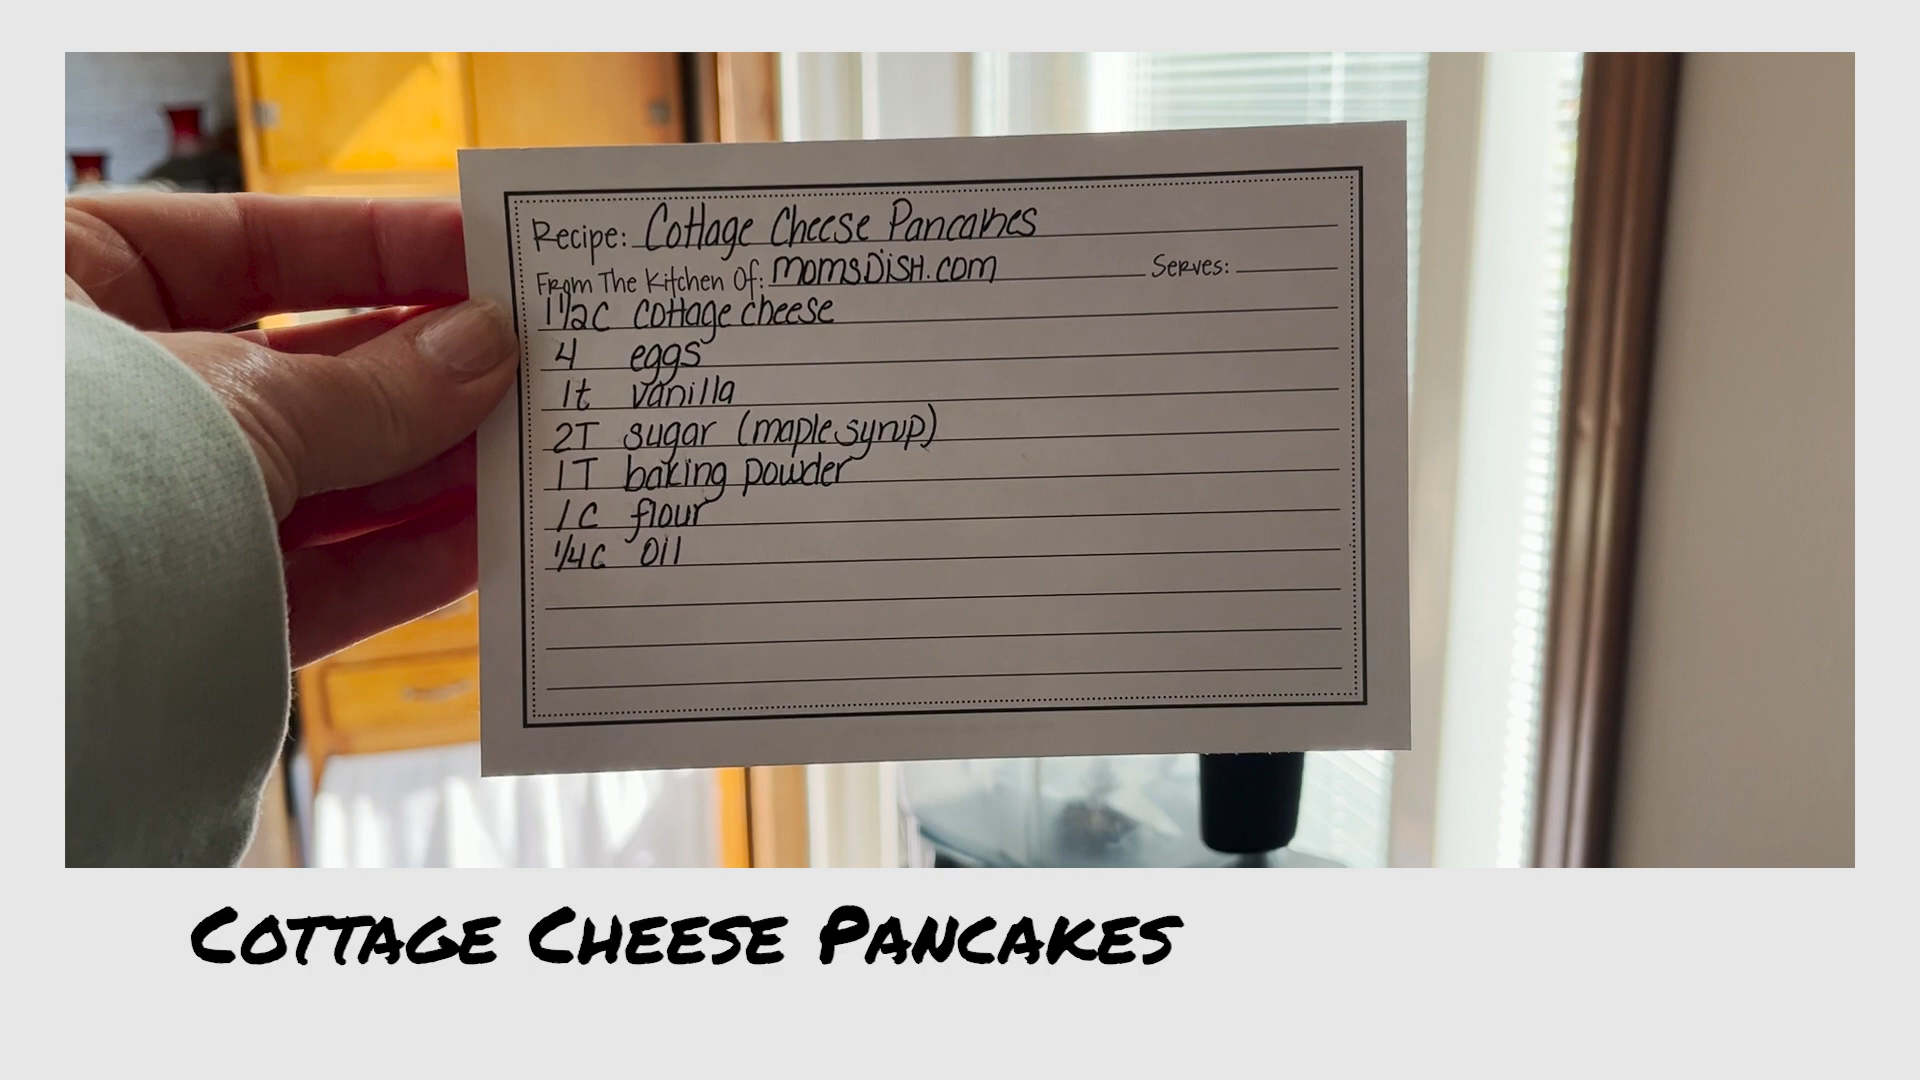 Recipe: Cottage Cheese Pancakes
From The Kitchen Of: momsDiSH.com Serves:
1 1/2C cottage cheese
4 eggs
1t vanilla
2T sugar (maple syrup)
1T baking powder
1C flour
1/4C oil
Cottage Cheese Pancakes